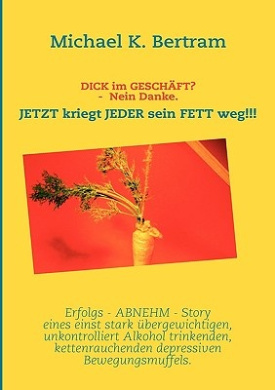 Michael K. Bertram
DICK im GESCHÄFT?
- Nein Danke.
JETZT kriegt JEDER sein FETT weg!!!
Erfolgs - ABNEHM - Story
eines einst stark übergewichtigen,
unkontrolliert Alkohol trinkenden,
kettenrauchenden depressiven
Bewegungsmuffels.